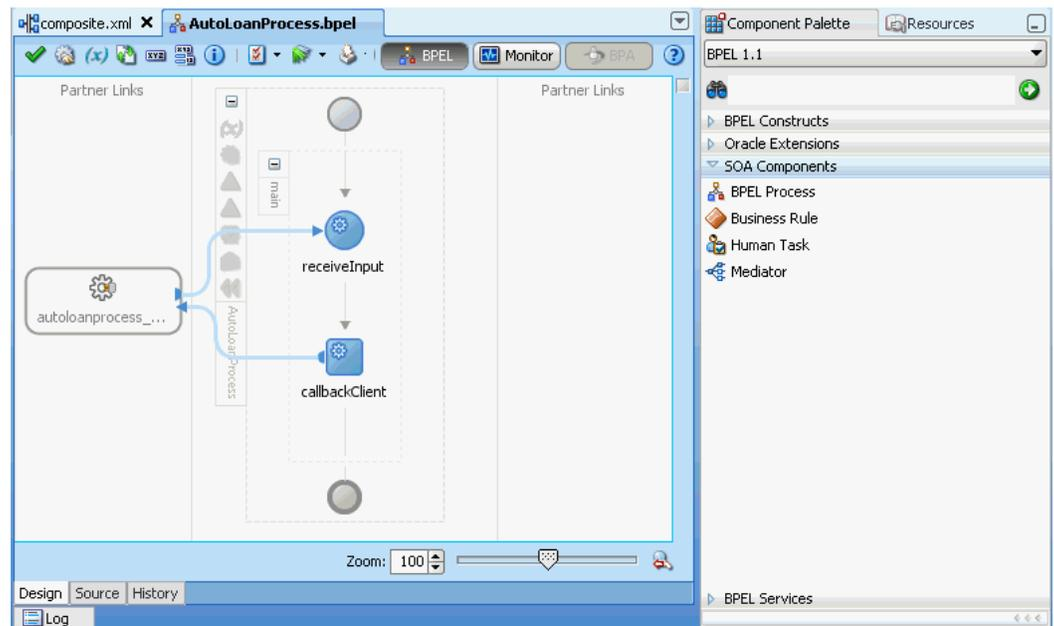 composite.xml
AutoLoanProcess.bpel
Component Palette
Resources
(x)
XYZ
BPEL
Monitor
BPA
BPEL 1.1
Partner Links
Partner Links
(x)
main
receiveInput
autoloanprocess_...
AutoLoanProcess
callbackClient
BPEL Constructs
Oracle Extensions
SOA Components
BPEL Process
Business Rule
Human Task
Mediator
Zoom: 100
Design Source History
BPEL Services
Log